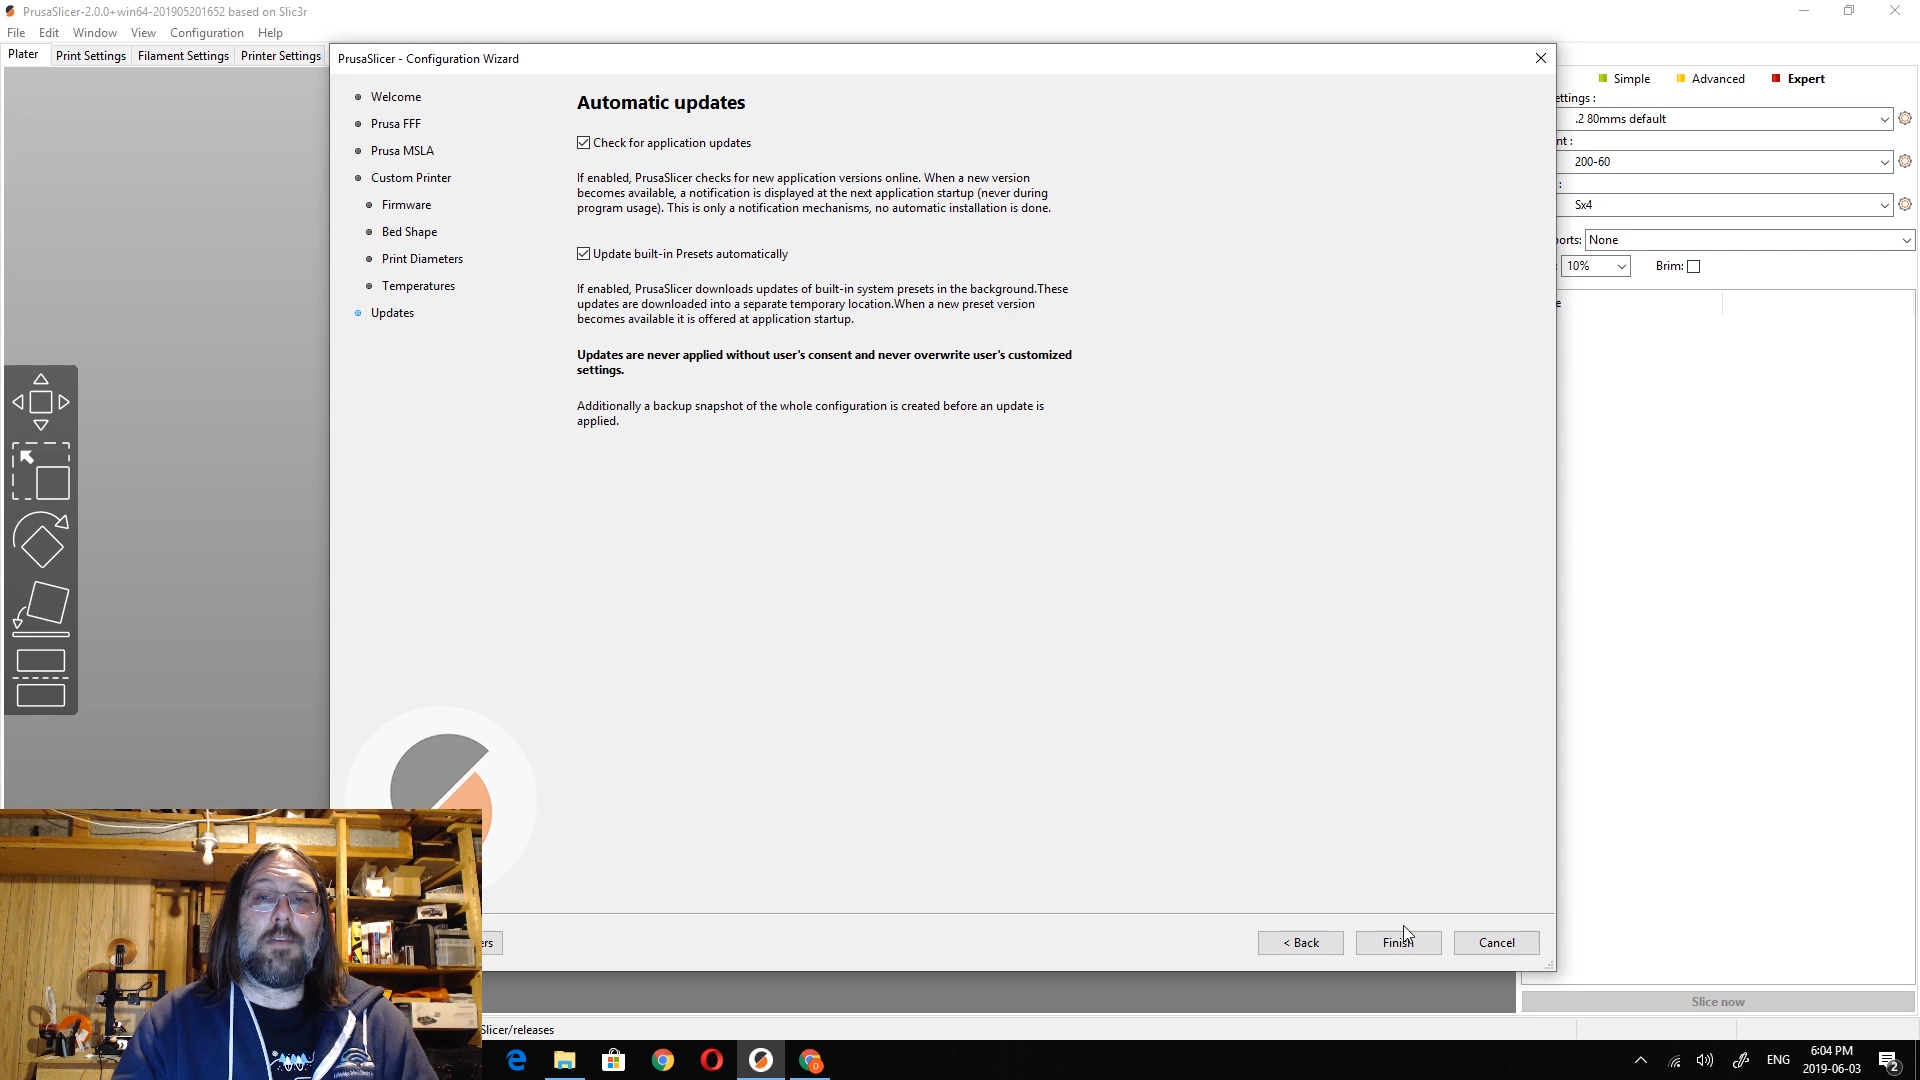 PrusaSlicer-2.0.0+win64-201905201652 based on Slic3r
File Edit Window View Configuration Help
Plater Print Settings Filament Settings Printer Settings
PrusaSlicer - Configuration Wizard
Welcome
Prusa FFF
Prusa MSLA
Custom Printer
Firmware
Bed Shape
Print Diameters
Temperatures
Updates
Automatic updates
Check for application updates
If enabled, PrusaSlicer checks for new application versions online. When a new version
becomes available, a notification is displayed at the next application startup (never during
program usage). This is only a notification mechanisms, no automatic installation is done.
Update built-in Presets automatically
If enabled, PrusaSlicer downloads updates of built-in system presets in the background.These
updates are downloaded into a separate temporary location.When a new preset version
becomes available it is offered at application startup.
Updates are never applied without user's consent and never overwrite user's customized
settings.
Additionally a backup snapshot of the whole configuration is created before an update is
applied.
ers
< Back Finish Cancel
Simple Advanced Expert
ettings :
.2 80mms default
nt :
200-60
:
Sx4
orts: None
: 10% Brim:
e
Slice now
Slicer/releases
ENG
6:04 PM
2019-06-03
2